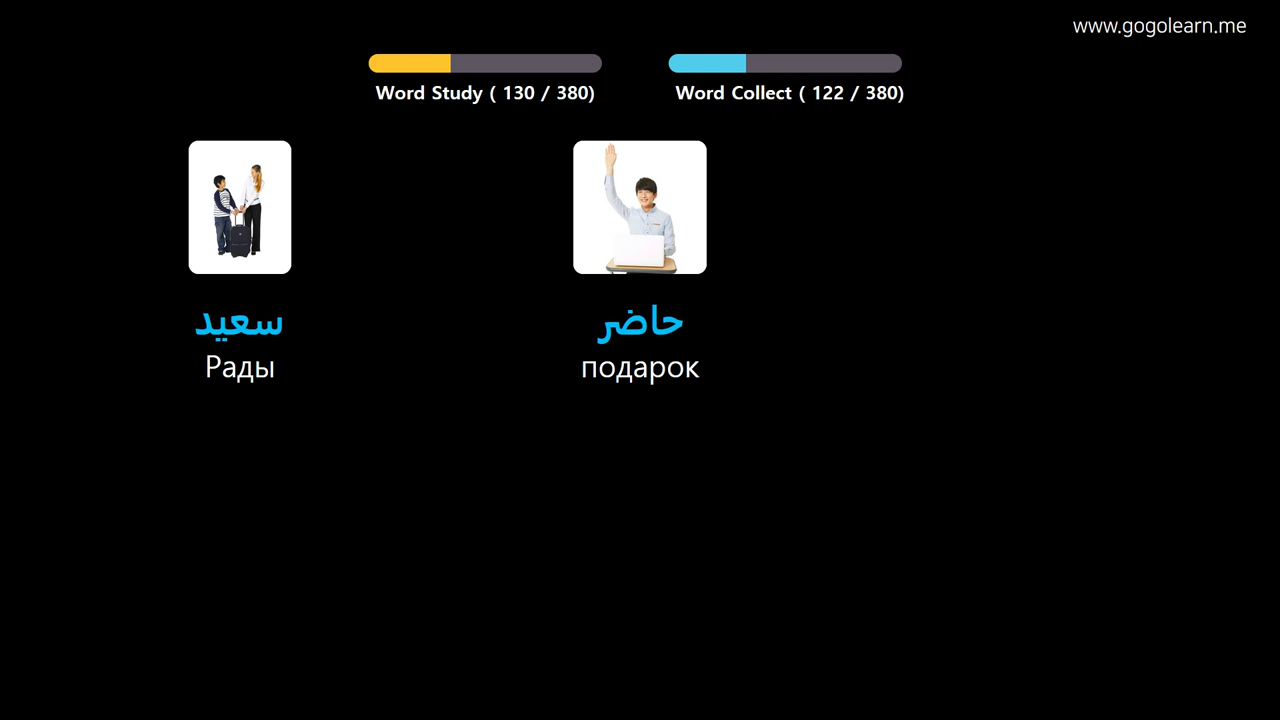 www.gogolearn.me
Word Study ( 130 / 380)
Word Collect ( 122 / 380)
سعيد
Рады
حاضر
подарок